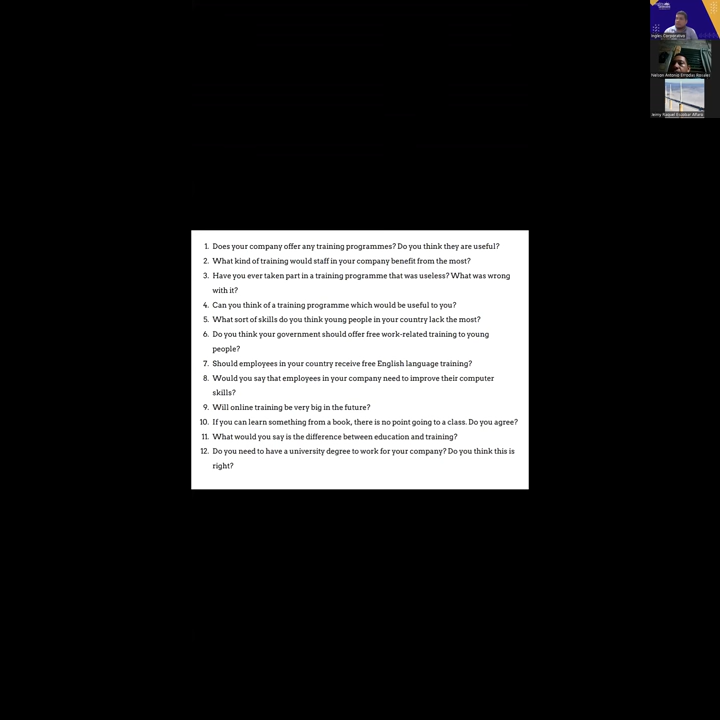 1. Does your company offer any training programmes? Do you think they are useful?
2. What kind of training would staff in your company benefit from the most?
3. Have you ever taken part in a training programme that was useless? What was wrong
with it?
4. Can you think of a training programme which would be useful to you?
5. What sort of skills do you think young people in your country lack the most?
6. Do you think your government should offer free work-related training to young
people?
7. Should employees in your country receive free English language training?
8. Would you say that employees in your company need to improve their computer
skills?
9. Will online training be very big in the future?
10. If you can learn something from a book, there is no point going to a class. Do you agree?
11. What would you say is the difference between education and training?
12. Do you need to have a university degree to work for your company? Do you think this is
right?